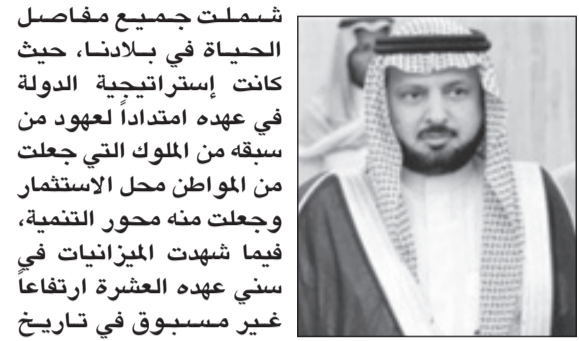 شملت جميع مفاصل
الحياة في بلادنا، حيث
كانت إستراتيجية الدولة
في عهده امتداداً لعهود من
سبقه من الملوك التي جعلت
من المواطن محل الاستثمار
وجعلت منه محور التنمية،
فيما شهدت الميزانيات في
سني عهده العشرة ارتفاعاً
غير مسبوق في تاريخ